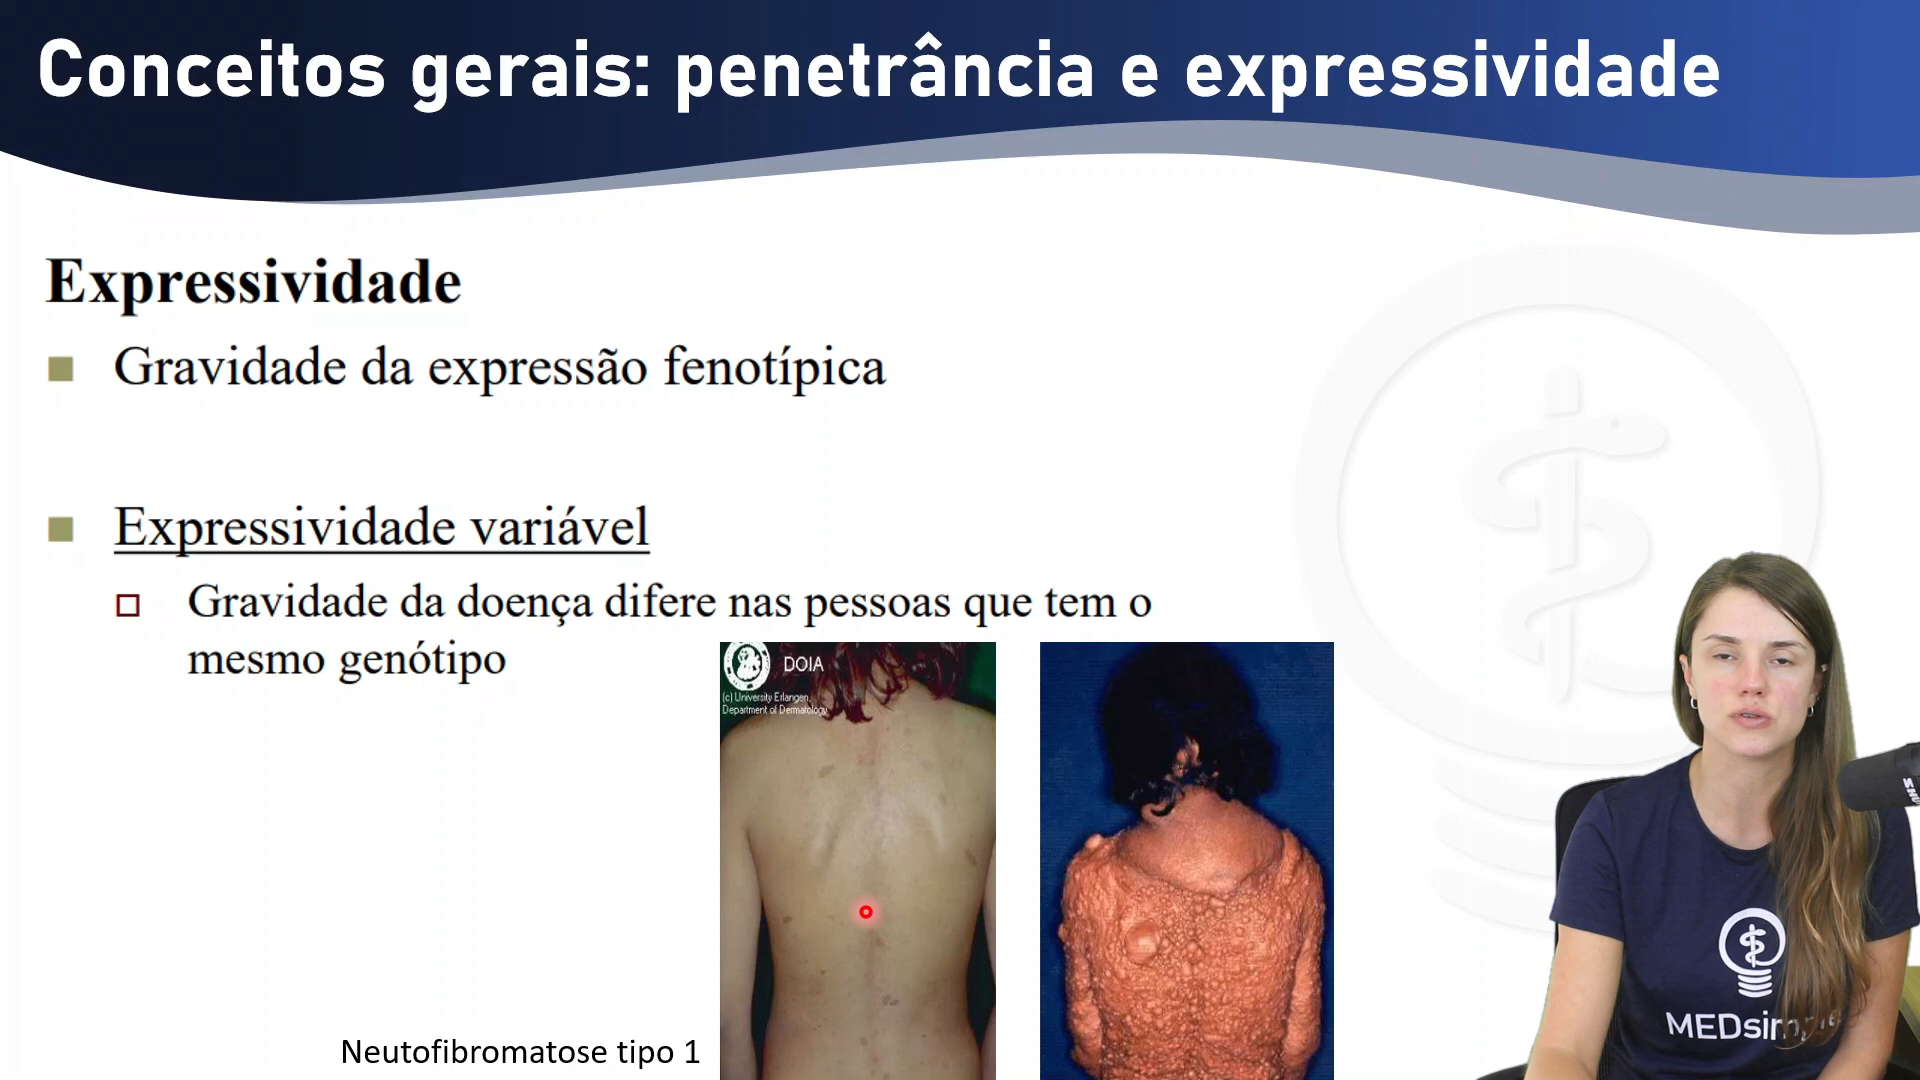 Conceitos gerais: penetrância e expressividade
Expressividade
Gravidade da expressão fenotípica
Expressividade variável
Gravidade da doença difere nas pessoas que tem o
mesmo genótipo
DOIA
(c) University Erlangen,
Department of Dermatology
Neutofibromatose tipo 1
MEDsimple